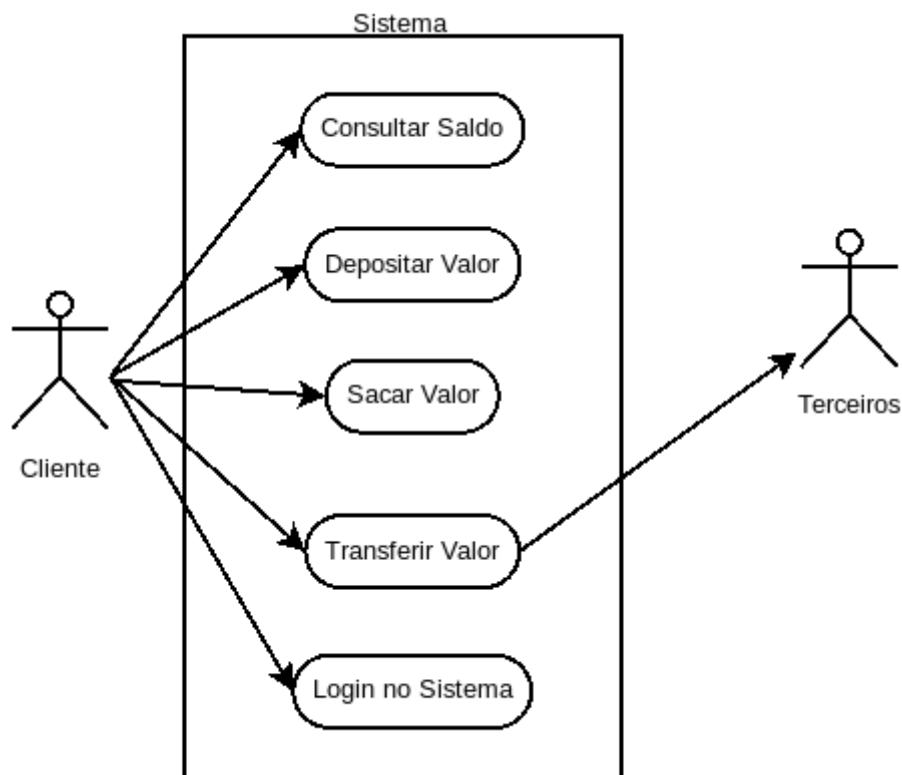 Sistema
Consultar Saldo
Depositar Valor
Sacar Valor
Terceiros
Cliente
Transferir Valor
Login no Sistema